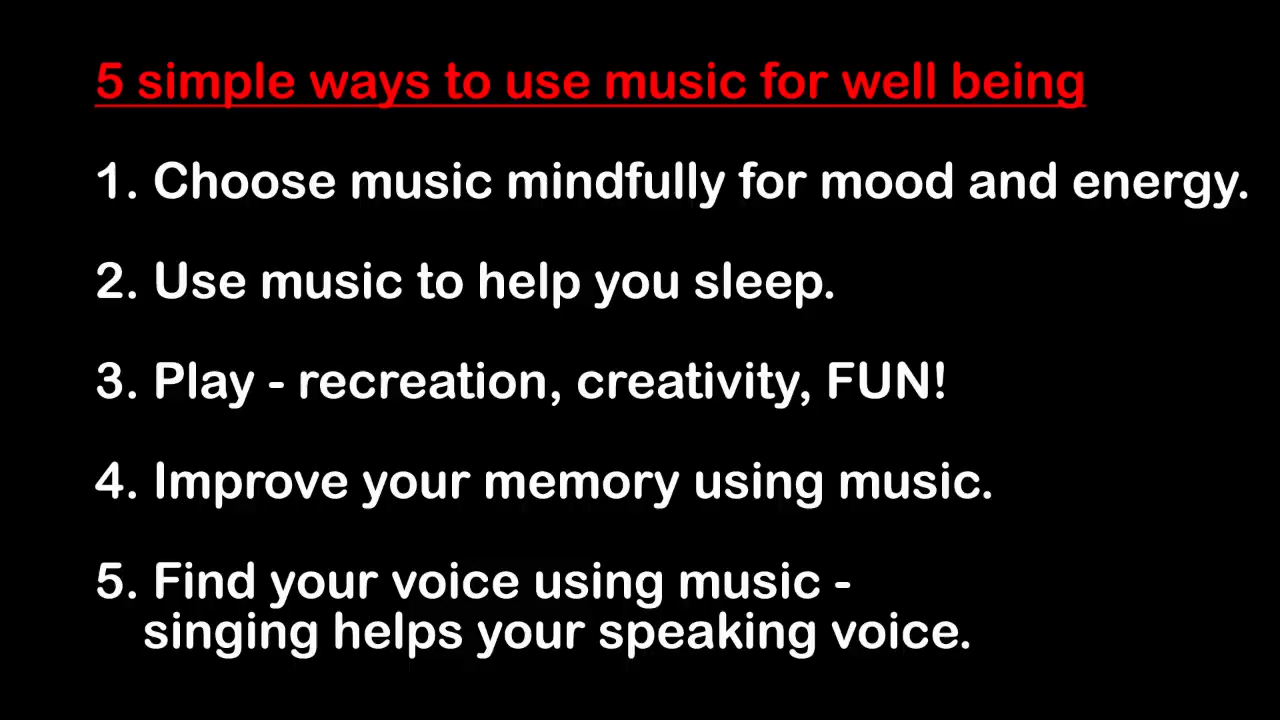 5 simple ways to use music for well being
1. Choose music mindfully for mood and energy.
2. Use music to help you sleep.
3. Play - recreation, creativity, FUN!
4. Improve your memory using music.
5. Find your voice using music -
singing helps your speaking voice.